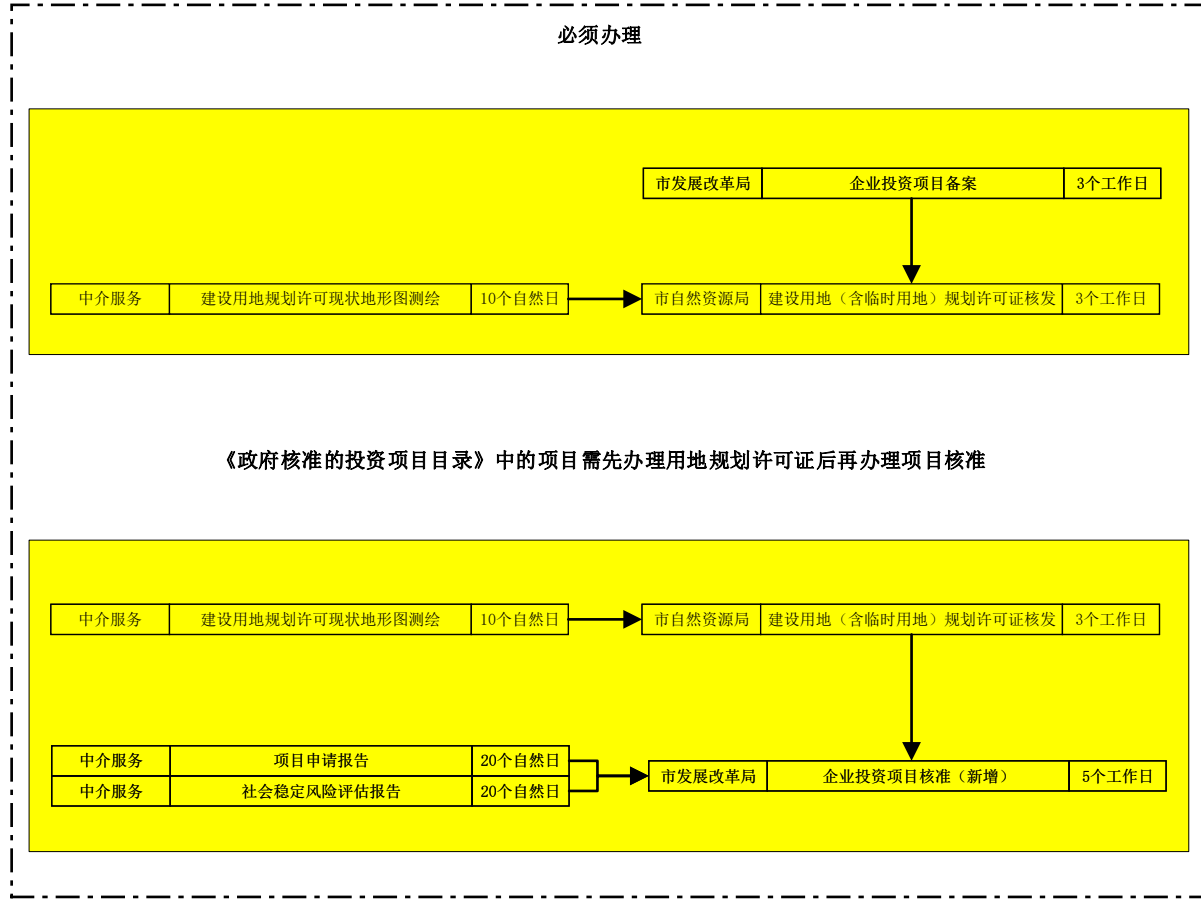 必须办理
市发展改革局 企业投资项目备案 3个工作日
中介服务 建设用地规划许可现状地形图测绘 10个自然日 市自然资源局 建设用地（含临时用地）规划许可证核发 3个工作日
《政府核准的投资项目目录》中的项目需先办理用地规划许可证后再办理项目核准
中介服务 建设用地规划许可现状地形图测绘 10个自然日 市自然资源局 建设用地（含临时用地）规划许可证核发 3个工作日
中介服务 项目申请报告 20个自然日
中介服务 社会稳定风险评估报告 20个自然日
市发展改革局 企业投资项目核准（新增） 5个工作日